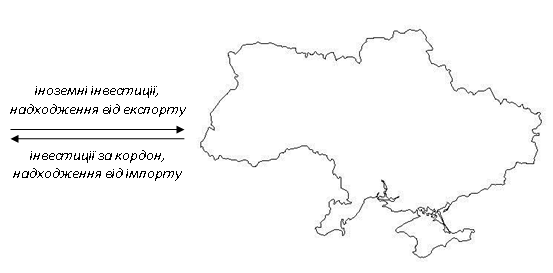 іноземні інвестиції,
надходження від експорту
інвестиції за кордон,
надходження від імпорту